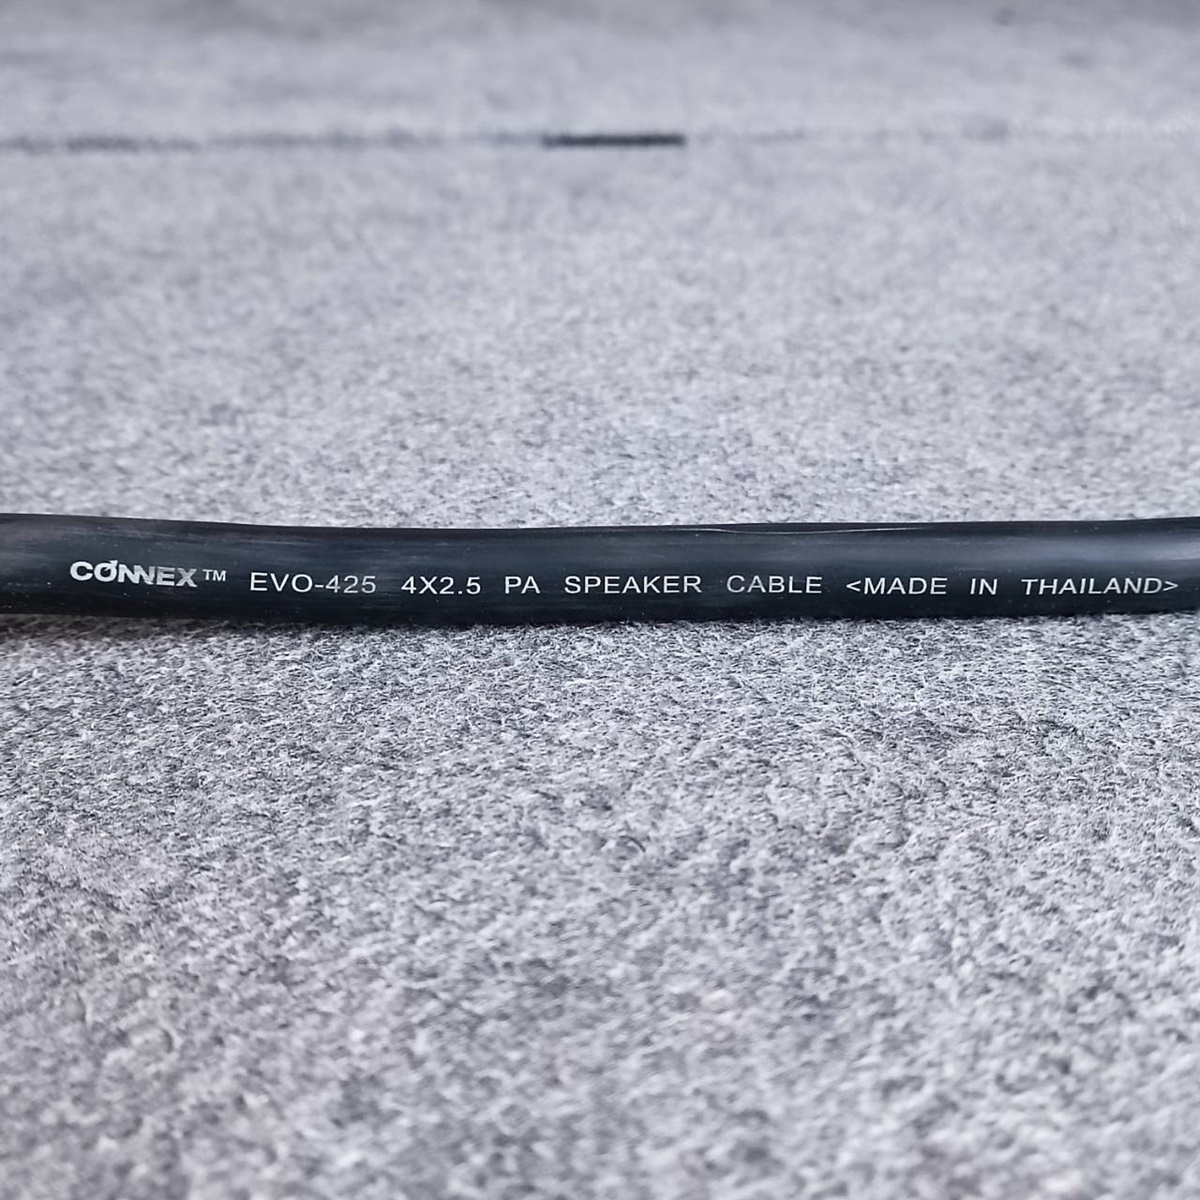 CONNEX™ EVO-425 4X2.5 PA SPEAKER CABLE <MADE IN THAILAND>